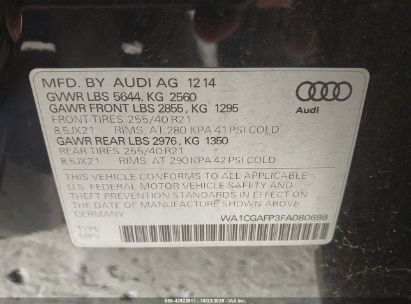 MFD. BY AUDI AG 12 14
GVWR LBS 5644, KG 2560
GAWR FRONT LBS 2855, KG 1295
FRONT TIRES 255/40 R21
8.5JX21 RIMS, AT 280 KPA 41 PSI COLD
GAWR REAR LBS 2976, KG 1350
REAR TIRES 255/40 R21
8.5JX21 RIMS, AT 290 KPA 42 PSI COLD
THIS VEHICLE CONFORMS TO ALL APPLICABLE
U.S. FEDERAL MOTOR VEHICLE SAFETY AND
THEFT PREVENTION STANDARDS IN EFFECT ON
THE DATE OF MANUFACTURE SHOWN ABOVE.
GERMANY WA1CGAFP3FA080698
TYPE:
MPV
Audi